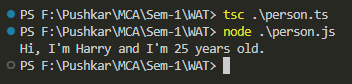 PS F:\Pushkar\MCA\Sem-1\WAT> tsc .\person.ts
PS F:\Pushkar\MCA\Sem-1\WAT> node .\person.js
Hi, I'm Harry and I'm 25 years old.
PS F:\Pushkar\MCA\Sem-1\WAT>